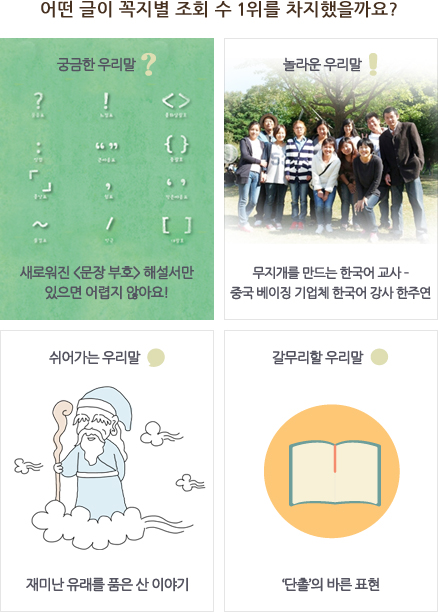 어떤 글이 꼭지별 조회 수 1위를 차지했을까요?
궁금한 우리말 ?
? ! < >
: “ ” { }
「 」 , ‘ ’
~ / [ ]
새로워진 <문장 부호> 해설서만
있으면 어렵지 않아요!
놀라운 우리말 !
무지개를 만드는 한국어 교사 –
중국 베이징 기업체 한국어 강사 한주연
쉬어가는 우리말
재미난 유래를 품은 산 이야기
갈무리할 우리말
‘단촐’의 바른 표현